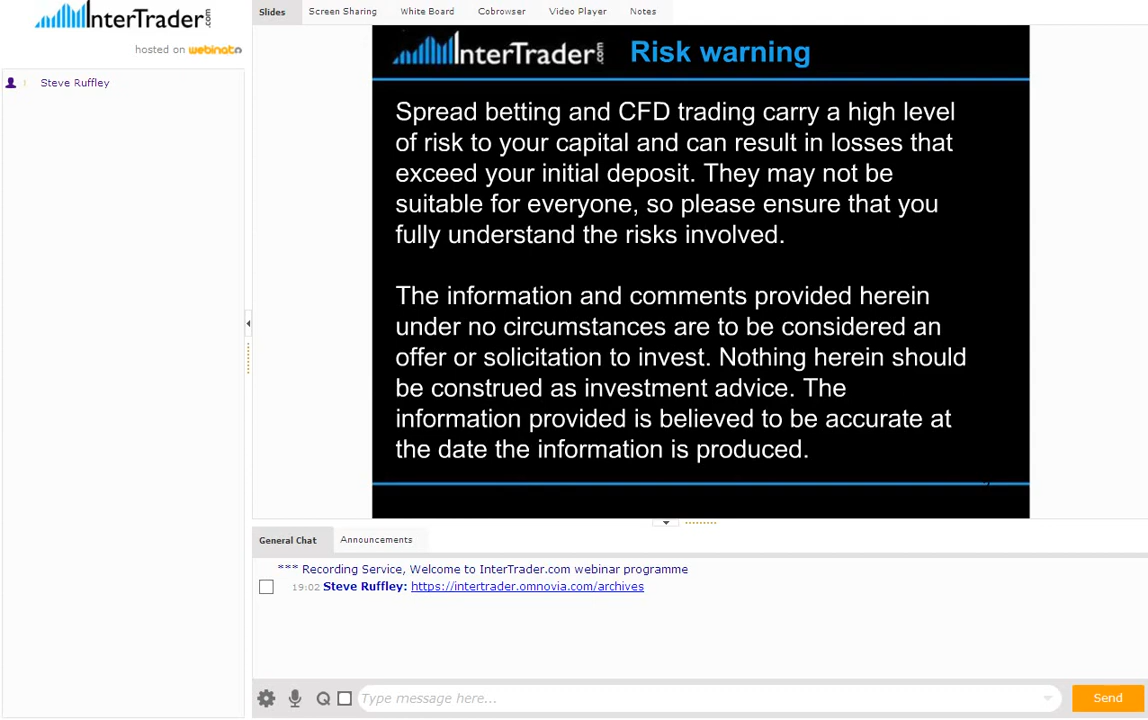 InterTrader.com
hosted on webinato
Steve Ruffley
Slides
Screen Sharing
White Board
Cobrowser
Video Player
Notes
InterTrader.com
Risk warning
Spread betting and CFD trading carry a high level
of risk to your capital and can result in losses that
exceed your initial deposit. They may not be
suitable for everyone, so please ensure that you
fully understand the risks involved.
The information and comments provided herein
under no circumstances are to be considered an
offer or solicitation to invest. Nothing herein should
be construed as investment advice. The
information provided is believed to be accurate at
the date the information is produced.
General Chat
Announcements
*** Recording Service, Welcome to InterTrader.com webinar programme
19:02 Steve Ruffley: https://intertrader.omnovia.com/archives
Q
Type message here...
Send